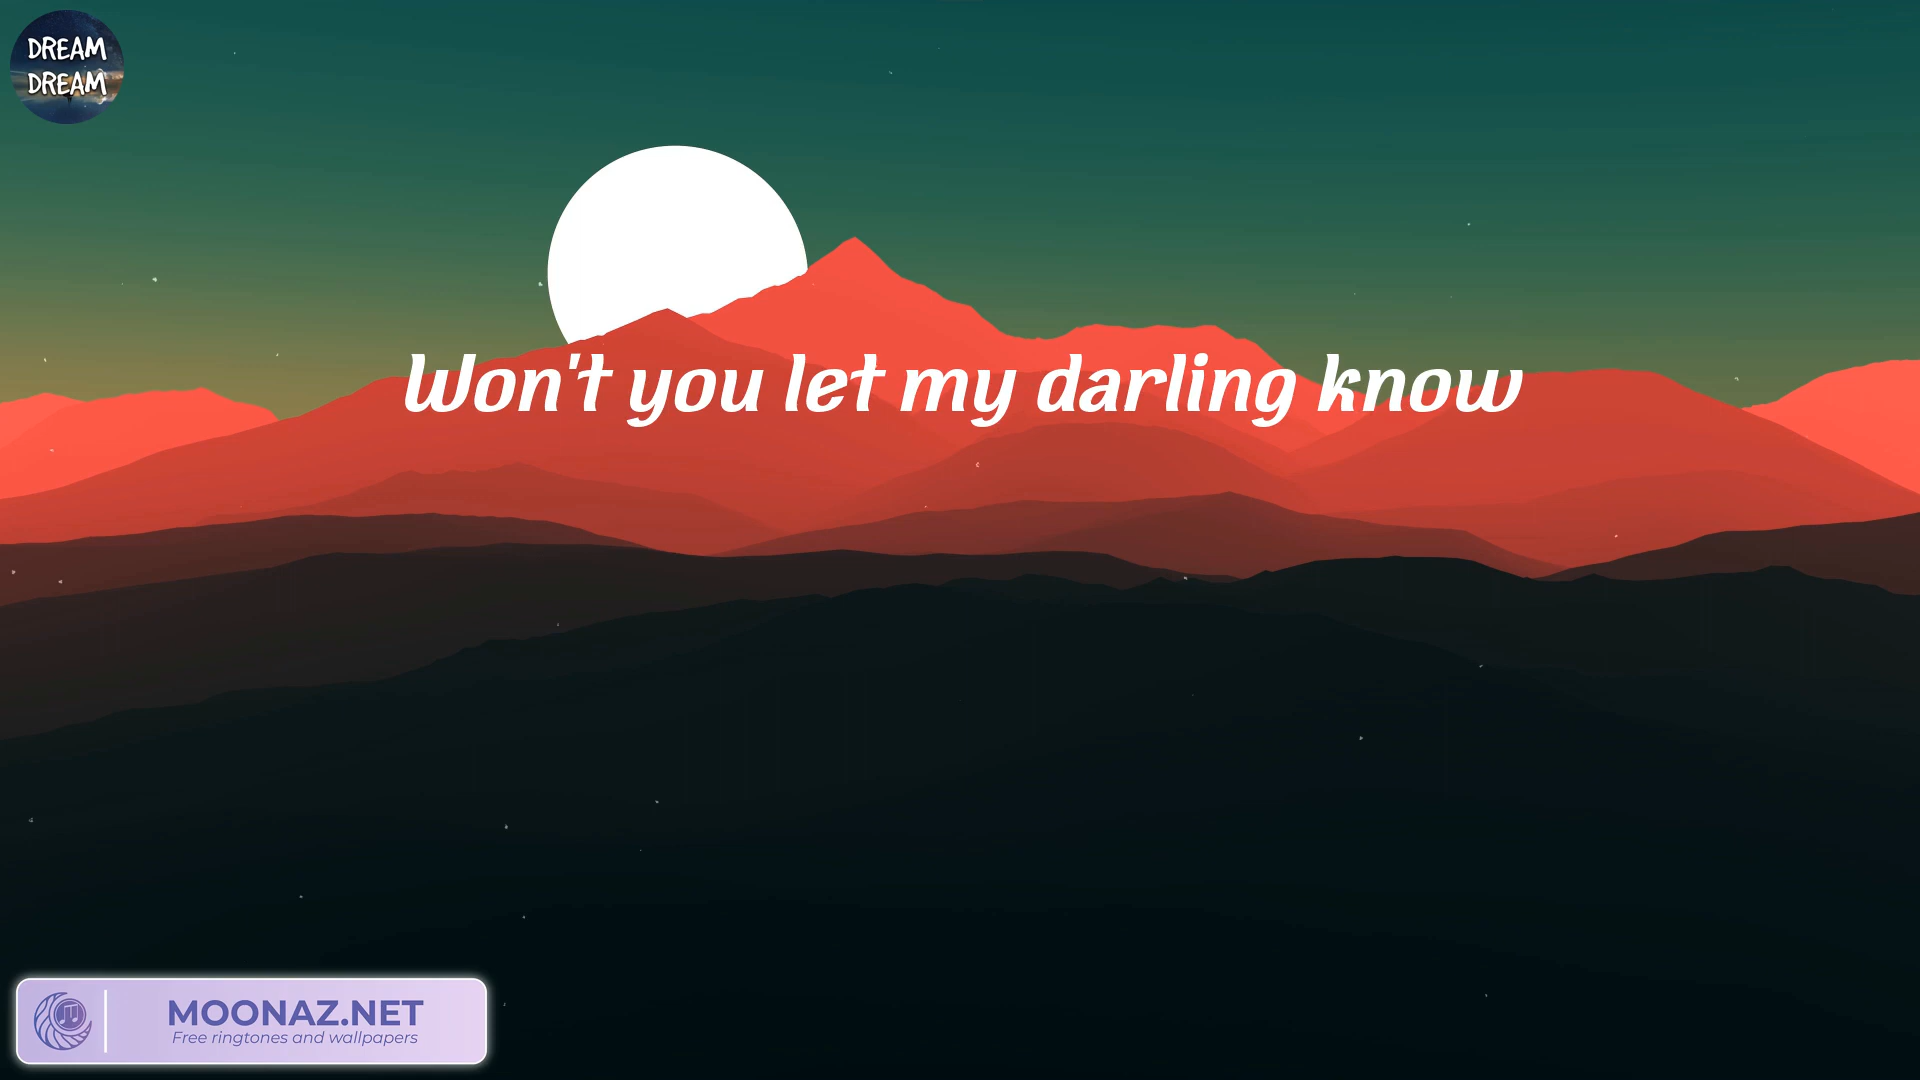 DREAM
DREAM
Won't you let my darling know
MOONAZ.NET
Free ringtones and wallpapers